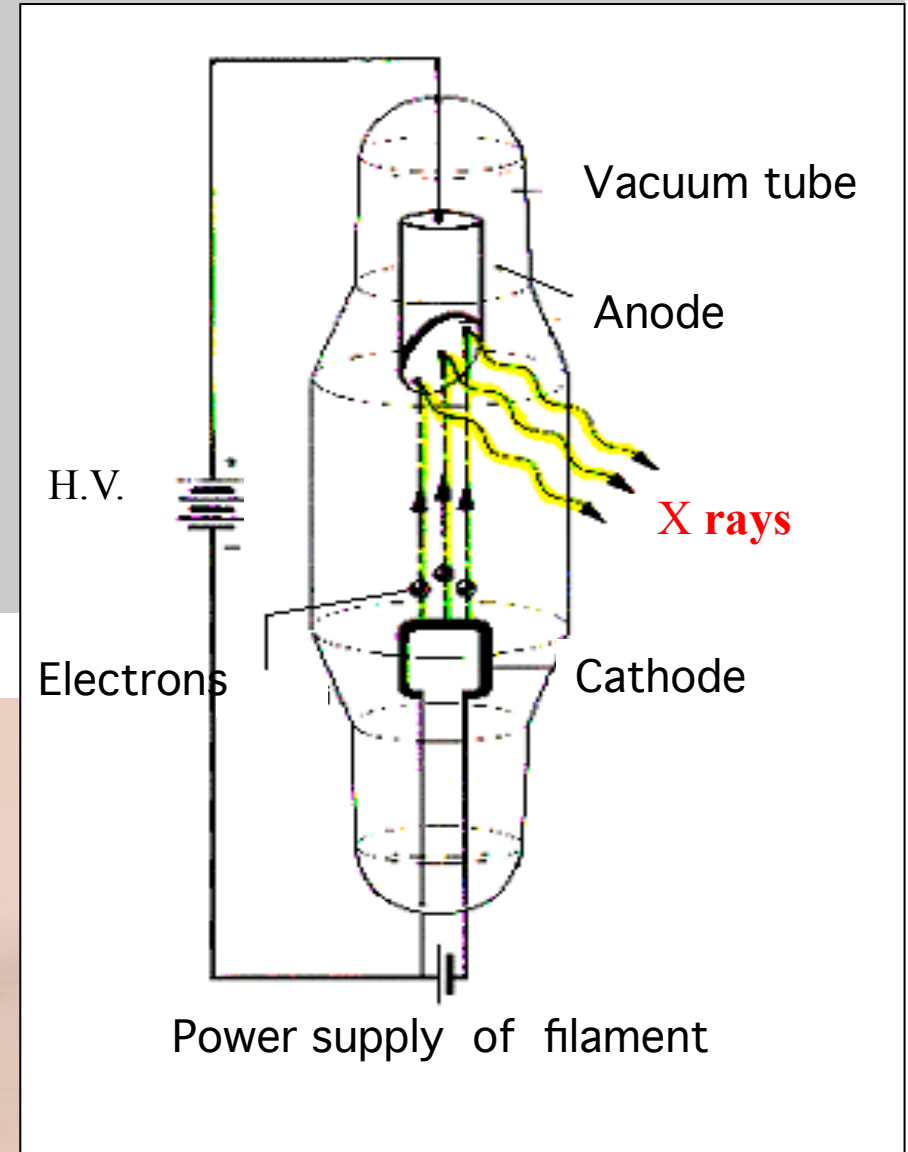 Vacuum tube
Anode
H.V.
+
−
X rays
Electrons
Cathode
Power supply of filament